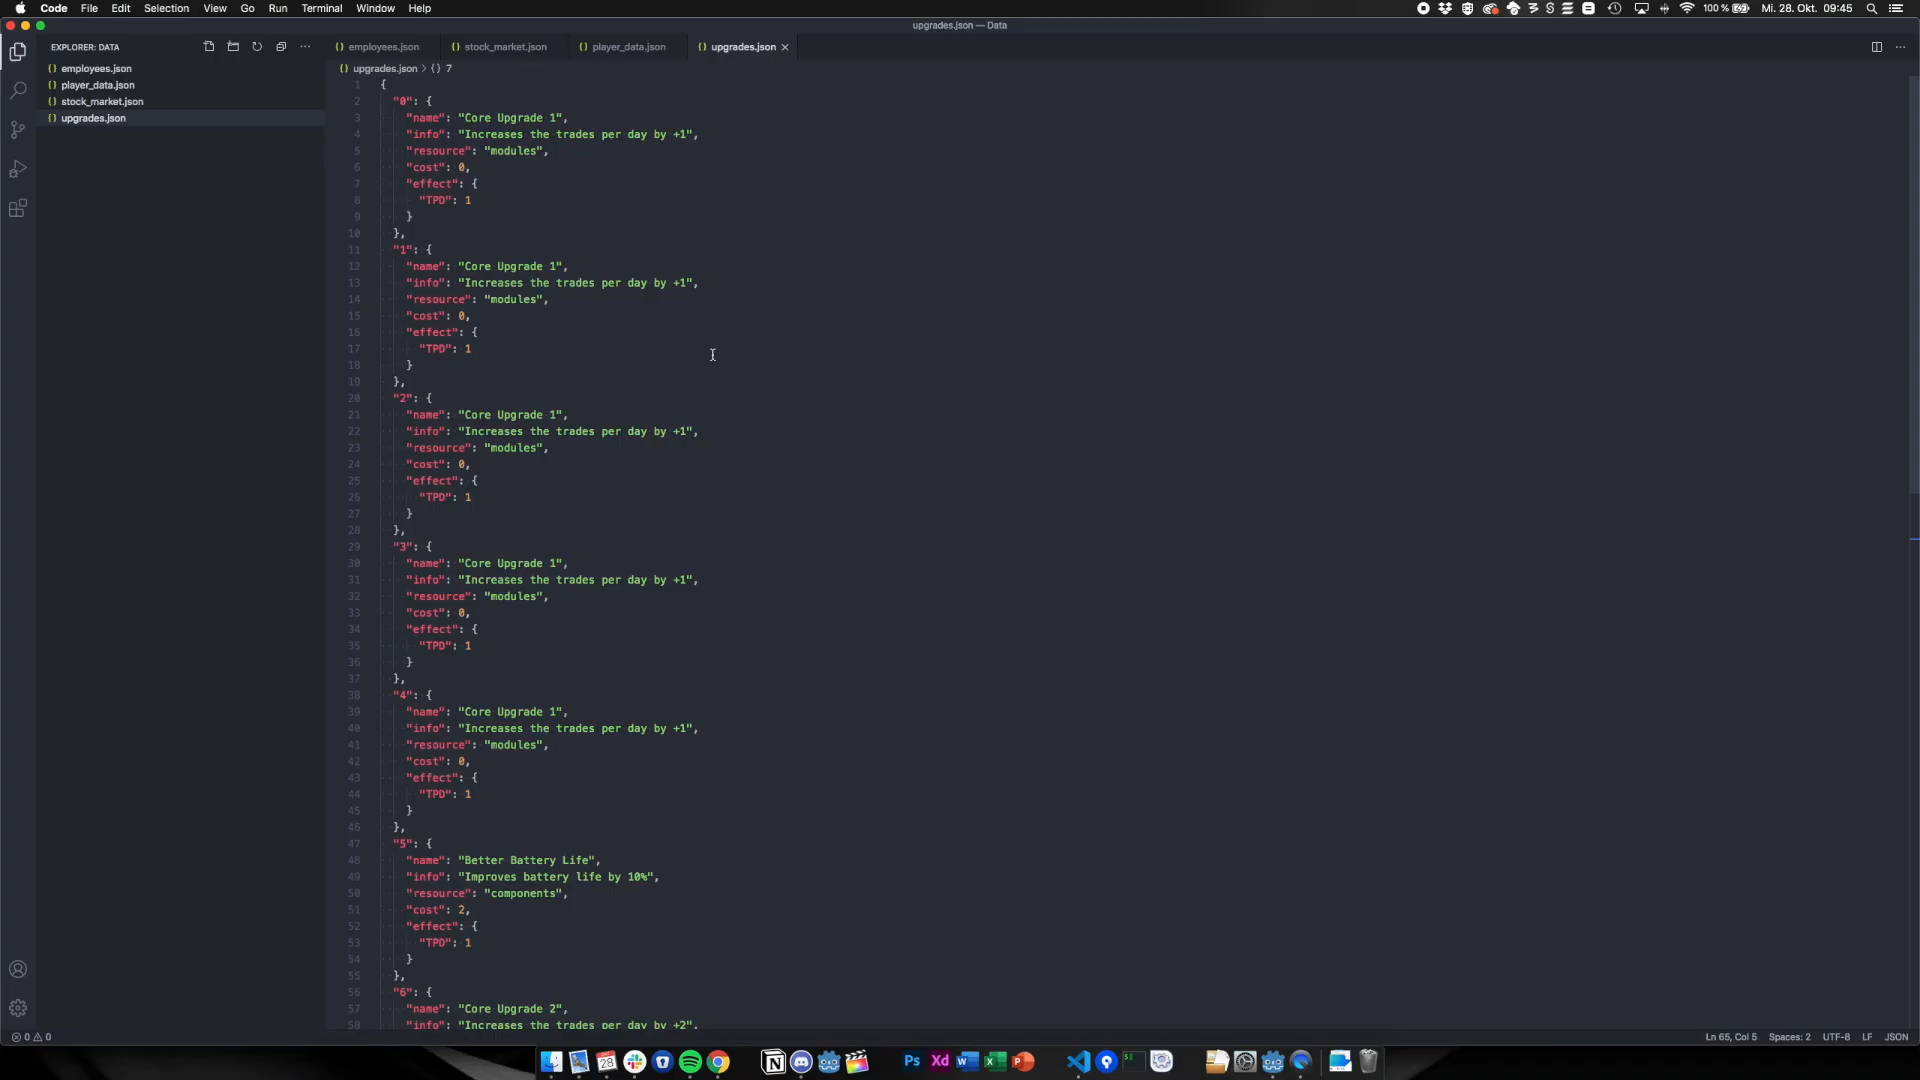 Code File Edit Selection View Go Run Terminal Window Help
100 % Mi. 28. Okt. 09:45
upgrades.json — Data
EXPLORER: DATA
employees.json
player_data.json
stock_market.json
upgrades.json
employees.json stock_market.json player_data.json upgrades.json
upgrades.json > {} 7
1 {
2 "0": {
3 "name": "Core Upgrade 1",
4 "info": "Increases the trades per day by +1",
5 "resource": "modules",
6 "cost": 0,
7 "effect": {
8 "TPD": 1
9 }
10 },
11 "1": {
12 "name": "Core Upgrade 1",
13 "info": "Increases the trades per day by +1",
14 "resource": "modules",
15 "cost": 0,
16 "effect": {
17 "TPD": 1
18 }
19 },
20 "2": {
21 "name": "Core Upgrade 1",
22 "info": "Increases the trades per day by +1",
23 "resource": "modules",
24 "cost": 0,
25 "effect": {
26 "TPD": 1
27 }
28 },
29 "3": {
30 "name": "Core Upgrade 1",
31 "info": "Increases the trades per day by +1",
32 "resource": "modules",
33 "cost": 0,
34 "effect": {
35 "TPD": 1
36 }
37 },
38 "4": {
39 "name": "Core Upgrade 1",
40 "info": "Increases the trades per day by +1",
41 "resource": "modules",
42 "cost": 0,
43 "effect": {
44 "TPD": 1
45 }
46 },
47 "5": {
48 "name": "Better Battery Life",
49 "info": "Improves battery life by 10%",
50 "resource": "components",
51 "cost": 2,
52 "effect": {
53 "TPD": 1
54 }
55 },
56 "6": {
57 "name": "Core Upgrade 2",
58 "info": "Increases the trades per day by +2",
0 0
Ln 65, Col 5 Spaces: 2 UTF-8 LF JSON
28
Ps Xd